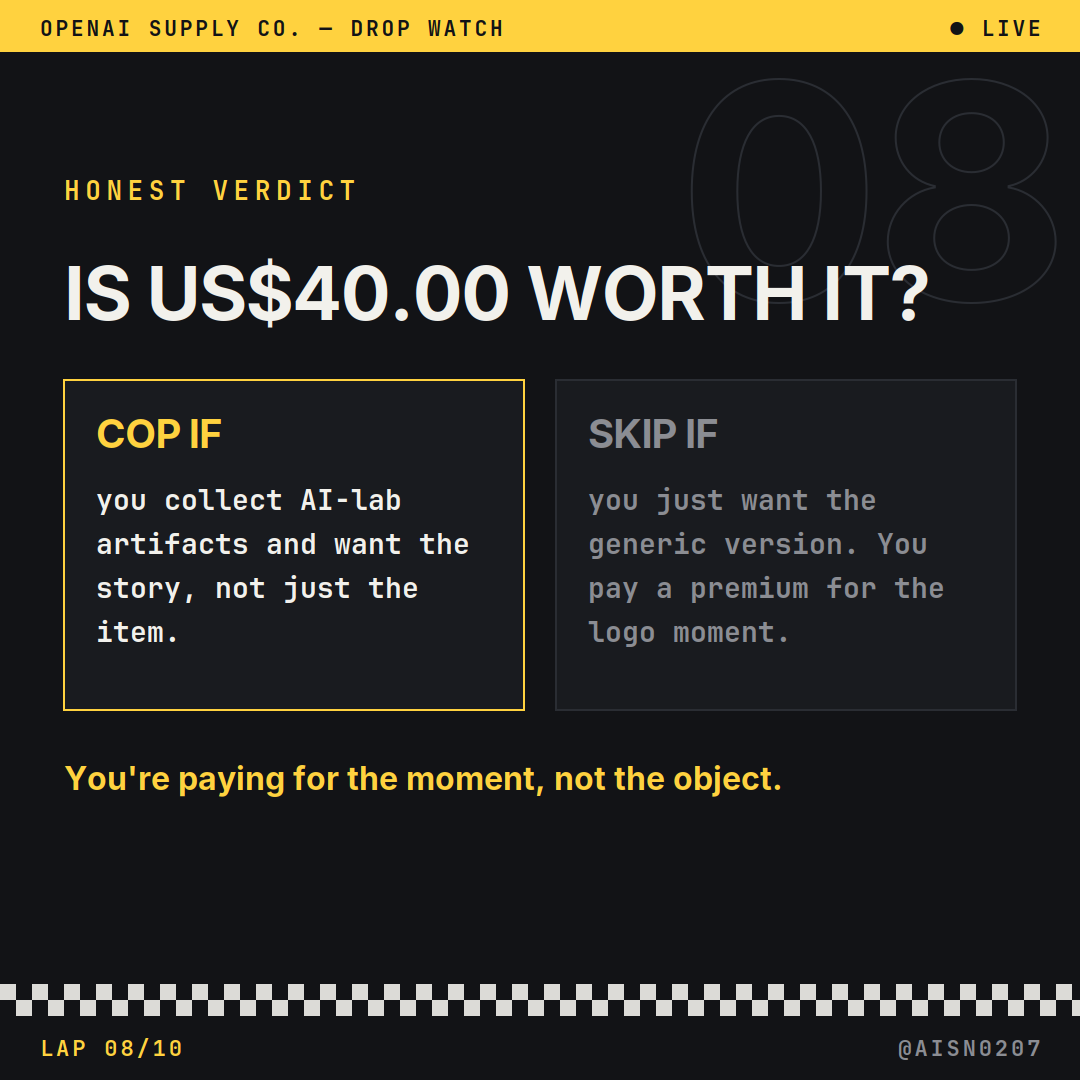 OPENAI SUPPLY CO. — DROP WATCH
● LIVE
08
HONEST VERDICT
IS US$40.00 WORTH IT?
COP IF
you collect AI-lab
artifacts and want the
story, not just the
item.
SKIP IF
you just want the
generic version. You
pay a premium for the
logo moment.
You're paying for the moment, not the object.
LAP 08/10
@AISN0207